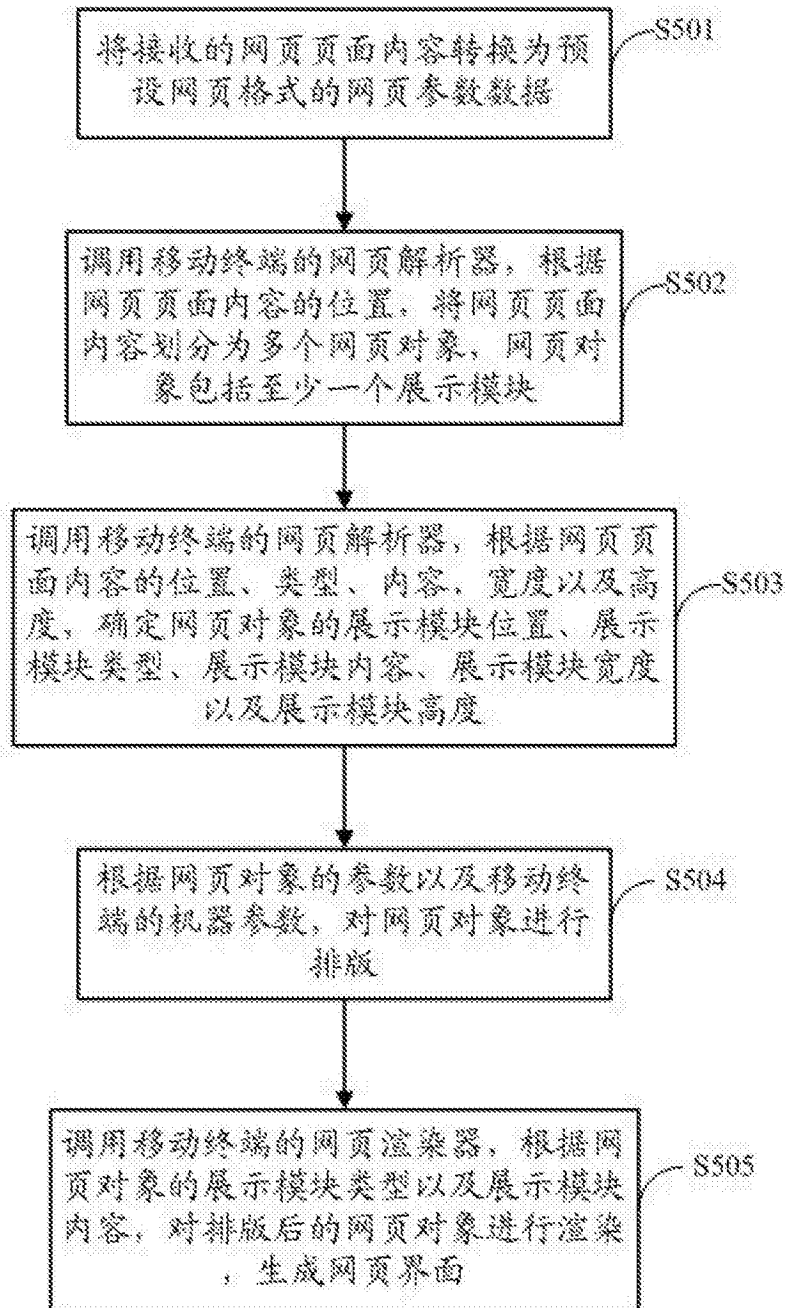 将接收的网页页面内容转换为预
设网页格式的网页参数数据
S501
调用移动终端的网页解析器，根据
网页页面内容的位置，将网页页面
内容划分为多个网页对象，网页对
象包括至少一个展示模块
S502
调用移动终端的网页解析器，根据网页页
面内容的位置、类型、内容，宽度以及高
度，确定网页对象的展示模块位置、展示
模块类型、展示模块内容、展示模块宽度
以及展示模块高度
S503
根据网页对象的参数以及移动终
端的机器参数，对网页对象进行
排版
S504
调用移动终端的网页渲染器，根据网
页对象的展示模块类型以及展示模块
内容，对排版后的网页对象进行渲染
，生成网页界面
S505